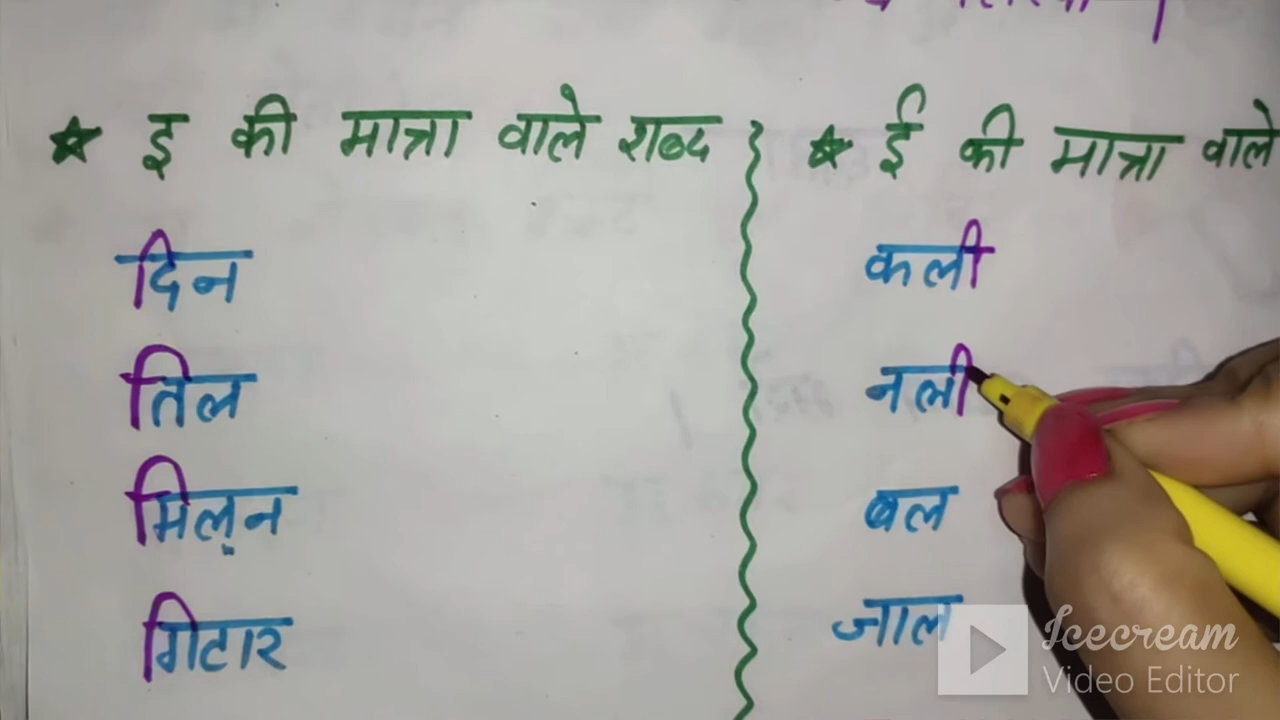 ★ इ की मात्रा वाले शब्द
दिन
तिल
मिलन
गिटार
★ ई की मात्रा वाले
कली
नली
बल
जाल
Icecream
Video Editor